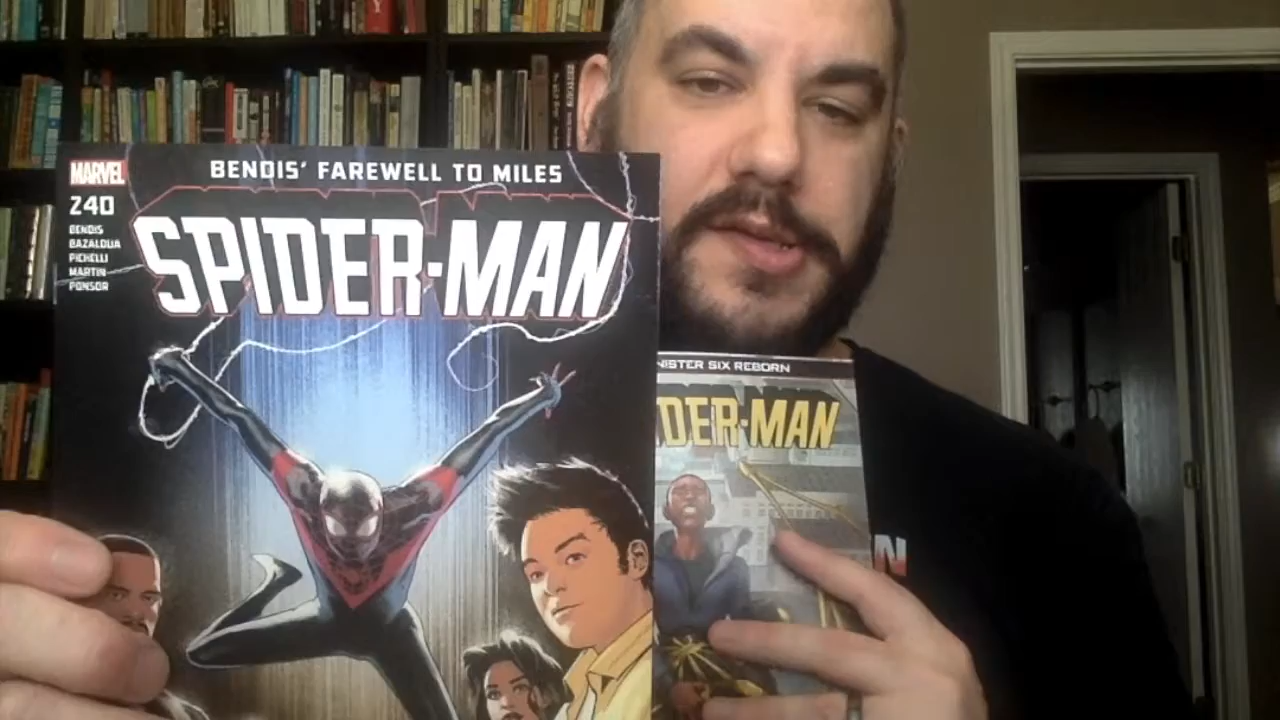 BENDIS' FAREWELL TO MILES
MARVEL
240
BENDIS
BAZALDUA
PICHELLI
MARTIN
PONSOR
SPIDER-MAN
NISTER SIX REBORN
DER-MAN
N
Y